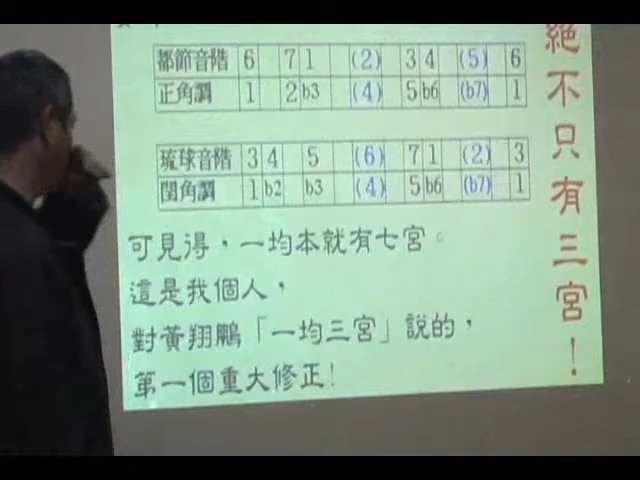 都節音階 6 7 1 (2) 3 4 (5) 6
正角調 1 2 b3 (4) 5 b6 (b7) 1
琉球音階 3 4 5 (6) 7 1 (2) 3
閏角調 1 b2 b3 (4) 5 b6 (b7) 1
可見得，一均本就有七宮。
這是我個人，
對黃翔鵬「一均三宮」說的，
第一個重大修正!
絕不只有三宮！